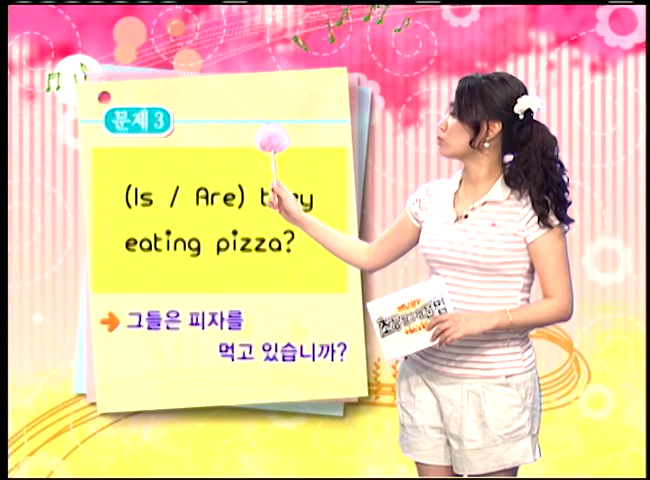 문제 3
(Is / Are) they
eating pizza?
그들은 피자를
먹고 있습니까?